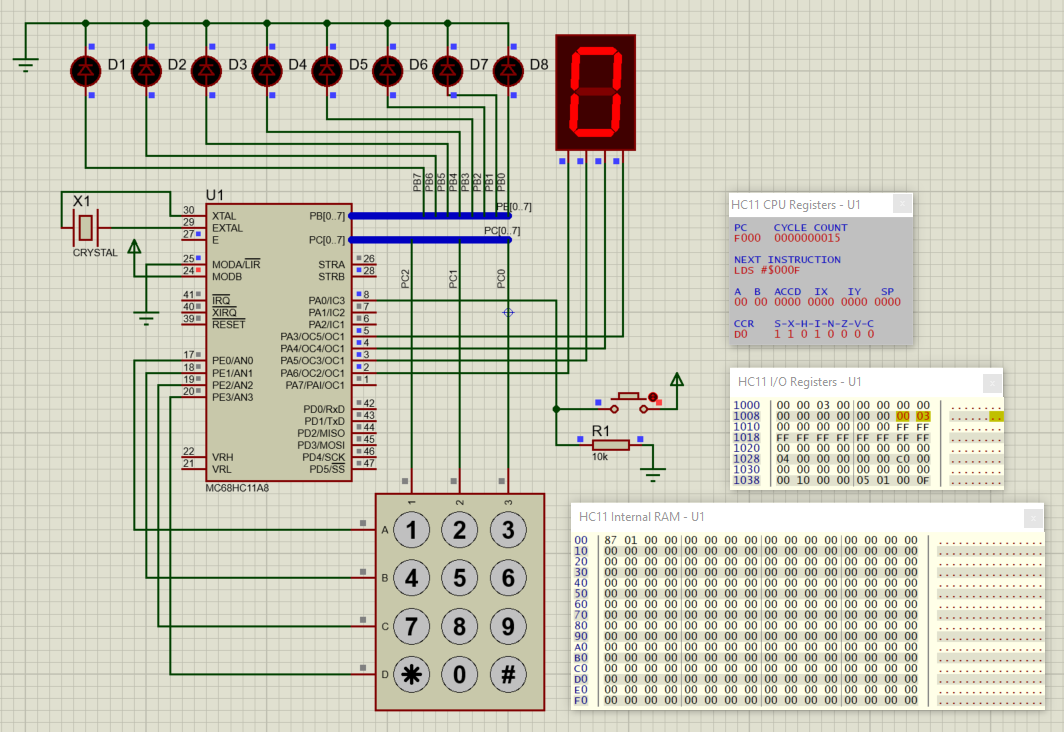 D1 D2 D3 D4 D5 D6 D7 D8
PB7 PB6 PB5 PB4 PB3 PB2 PB1 PB0
X1
CRYSTAL
U1
PB[0..7]
PC[0..7]
30 XTAL PB[0..7]
29 EXTAL
27 E PC[0..7]
25 MODA/LIR STRA 26
24 MODB STRB 28
PC2 PC1 PC0
41 IRQ PA0/IC3 8
40 XIRQ PA1/IC2 7
39 RESET PA2/IC1 6
PA3/OC5/OC1 5
PA4/OC4/OC1 4
17 PE0/AN0 PA5/OC3/OC1 3
18 PE1/AN1 PA6/OC2/OC1 2
19 PE2/AN2 PA7/PAI/OC1 1
20 PE3/AN3
PD0/RxD 42
PD1/TxD 43
PD2/MISO 44
PD3/MOSI 45
22 VRH PD4/SCK 46
21 VRL PD5/SS 47
MC68HC11A8
R1
10k
1 2 3
A 1 2 3
B 4 5 6
C 7 8 9
D * 0 #
HC11 CPU Registers - U1
PC CYCLE COUNT
F000 0000000015
NEXT INSTRUCTION
LDS #$000F
A B ACCD IX IY SP
00 00 0000 0000 0000 0000
CCR S-X-H-I-N-Z-V-C
D0 1 1 0 1 0 0 0 0
HC11 I/O Registers - U1
1000 00 00 03 00 00 00 00 00 ........
1008 00 00 00 00 00 00 00 03 ........
1010 00 00 00 00 00 00 FF FF ........
1018 FF FF FF FF FF FF FF FF ........
1020 00 00 00 00 00 00 00 00 ........
1028 04 00 00 00 00 00 C0 00 ........
1030 00 00 00 00 00 00 00 00 ........
1038 00 10 00 00 05 01 00 0F ........
HC11 Internal RAM - U1
00 87 01 00 00 00 00 00 00 00 00 00 00 00 00 00 00 ................
10 00 00 00 00 00 00 00 00 00 00 00 00 00 00 00 00 ................
20 00 00 00 00 00 00 00 00 00 00 00 00 00 00 00 00 ................
30 00 00 00 00 00 00 00 00 00 00 00 00 00 00 00 00 ................
40 00 00 00 00 00 00 00 00 00 00 00 00 00 00 00 00 ................
50 00 00 00 00 00 00 00 00 00 00 00 00 00 00 00 00 ................
60 00 00 00 00 00 00 00 00 00 00 00 00 00 00 00 00 ................
70 00 00 00 00 00 00 00 00 00 00 00 00 00 00 00 00 ................
80 00 00 00 00 00 00 00 00 00 00 00 00 00 00 00 00 ................
90 00 00 00 00 00 00 00 00 00 00 00 00 00 00 00 00 ................
A0 00 00 00 00 00 00 00 00 00 00 00 00 00 00 00 00 ................
B0 00 00 00 00 00 00 00 00 00 00 00 00 00 00 00 00 ................
C0 00 00 00 00 00 00 00 00 00 00 00 00 00 00 00 00 ................
D0 00 00 00 00 00 00 00 00 00 00 00 00 00 00 00 00 ................
E0 00 00 00 00 00 00 00 00 00 00 00 00 00 00 00 00 ................
F0 00 00 00 00 00 00 00 00 00 00 00 00 00 00 00 00 ................